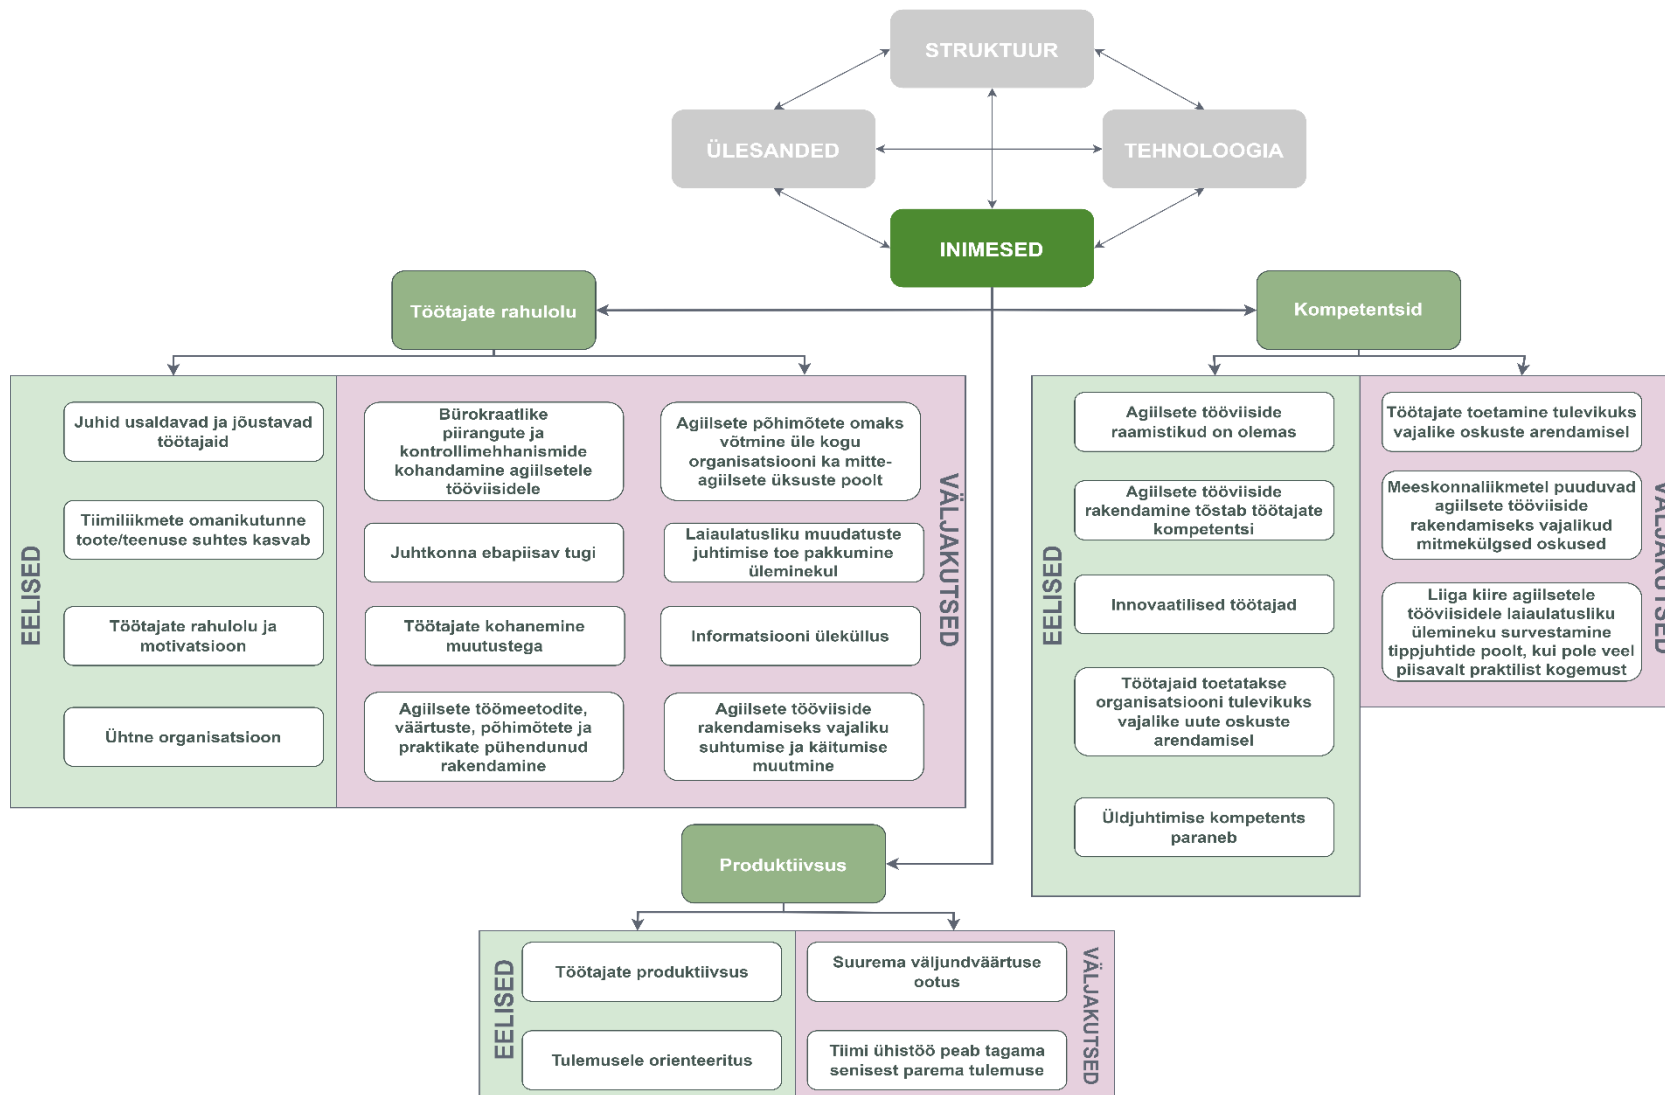 STRUKTUUR
ÜLESANDED
TEHNOLOOGIA
INIMESED
Töötajate rahulolu
Kompetentsid
EELISED
Juhid usaldavad ja jõustavad
töötajaid
Tiimiliikmete omanikutunne
toote/teenuse suhtes kasvab
Töötajate rahulolu ja
motivatsioon
Ühtne organisatsioon
Bürokraatlike
piirangute ja
kontrollimehhanismide
kohandamine agiilsetele
tööviisidele
Juhtkonna ebapiisav tugi
Töötajate kohanemine
muutustega
Agiilsete töömeetodite,
väärtuste, põhimõtete ja
praktikate pühendunud
rakendamine
Agiilsete põhimõtete omaks
võtmine üle kogu
organisatsiooni ka mitte-
agiilsete üksuste poolt
Laiaulatusliku muudatuste
juhtimise toe pakkumine
üleminekul
Informatsiooni üleküllus
Agiilsete tööviiside
rakendamiseks vajaliku
suhtumise ja käitumise
muutmine
VÄLJAKUTSED
EELISED
Agiilsete tööviiside
raamistikud on olemas
Agiilsete tööviiside
rakendamine tõstab töötajate
kompetentsi
Innovaatilised töötajad
Töötajaid toetatakse
organisatsiooni tulevikuks
vajalike uute oskuste
arendamisel
Üldjuhtimise kompetents
paraneb
Töötajate toetamine tulevikuks
vajalike oskuste arendamisel
Meeskonnaliikmetel puuduvad
agiilsete tööviiside
rakendamiseks vajalikud
mitmekülgsed oskused
Liiga kiire agiilsetele
tööviisidele laiaulatusliku
ülemineku survestamine
tippjuhtide poolt, kui pole veel
piisavalt praktilist kogemust
VÄLJAKUTSED
Produktiivsus
EELISED
Töötajate produktiivsus
Tulemusele orienteeritus
Suurema väljundväärtuse
ootus
Tiimi ühistöö peab tagama
senisest parema tulemuse
VÄLJAKUTSED